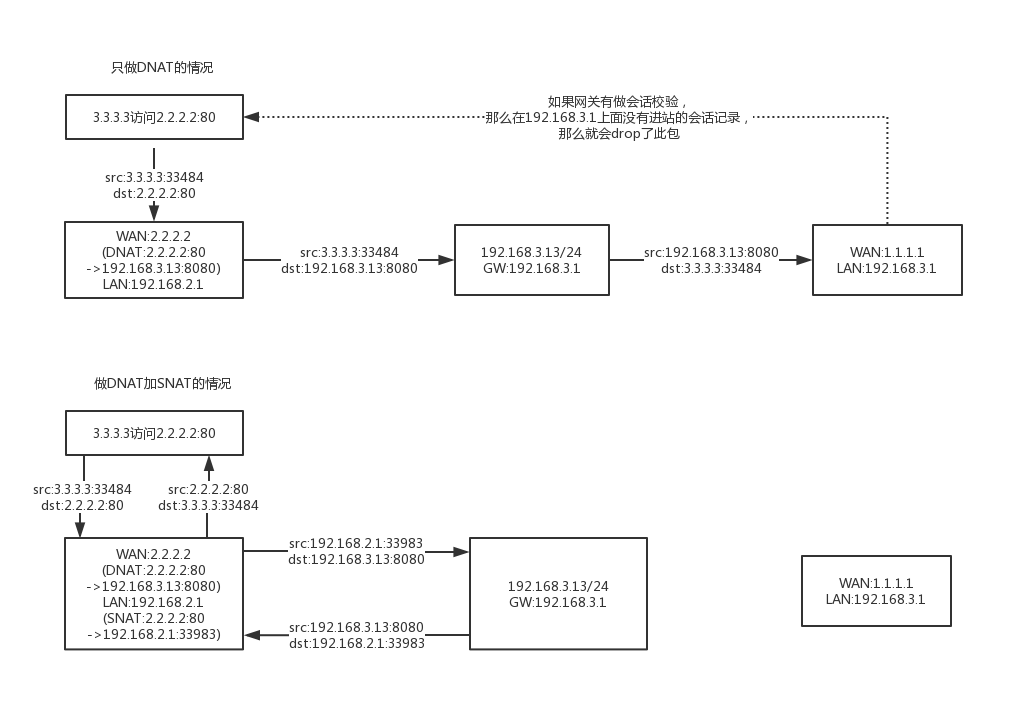 只做DNAT的情况
3.3.3.3访问2.2.2.2:80
如果网关有做会话校验，
那么在192.168.3.1上面没有进站的会话记录，
那么就会drop了此包
src:3.3.3.3:33484
dst:2.2.2.2:80
WAN:2.2.2.2
(DNAT:2.2.2.2:80
->192.168.3.13:8080)
LAN:192.168.2.1
src:3.3.3.3:33484
dst:192.168.3.13:8080
192.168.3.13/24
GW:192.168.3.1
src:192.168.3.13:8080
dst:3.3.3.3:33484
WAN:1.1.1.1
LAN:192.168.3.1
做DNAT加SNAT的情况
3.3.3.3访问2.2.2.2:80
src:3.3.3.3:33484
dst:2.2.2.2:80
src:2.2.2.2:80
dst:3.3.3.3:33484
WAN:2.2.2.2
(DNAT:2.2.2.2:80
->192.168.3.13:8080)
LAN:192.168.2.1
(SNAT:2.2.2.2:80
->192.168.2.1:33983)
src:192.168.2.1:33983
dst:192.168.3.13:8080
src:192.168.3.13:8080
dst:192.168.2.1:33983
192.168.3.13/24
GW:192.168.3.1
WAN:1.1.1.1
LAN:192.168.3.1